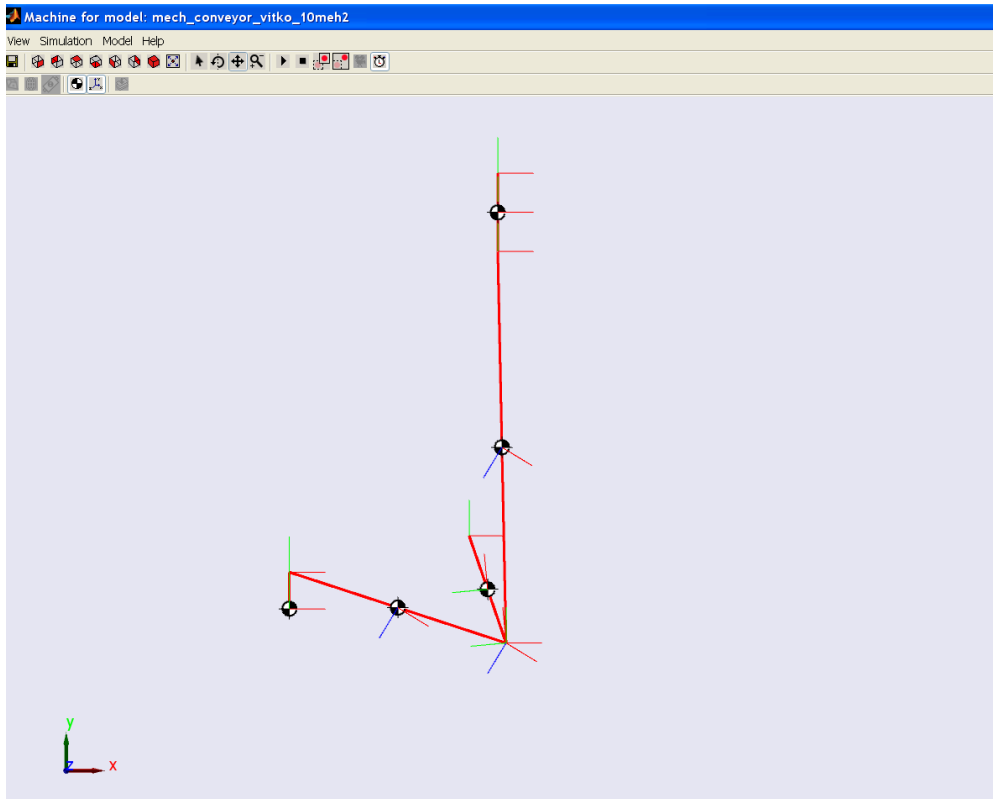 Machine for model: mech_conveyor_vitko_10meh2
View Simulation Model Help
y
z x